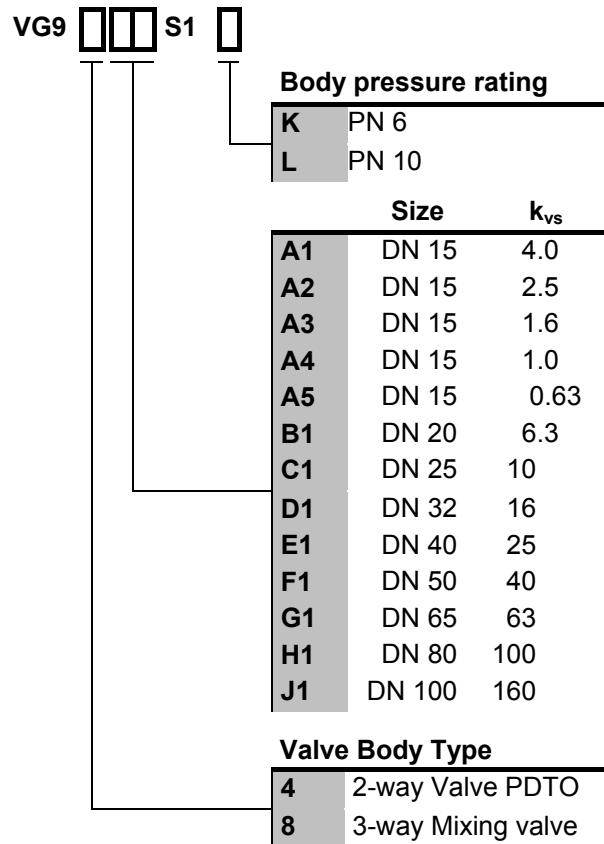 VG9 S1
Body pressure rating
K PN 6
L PN 10
Size kvs
A1 DN 15 4.0
A2 DN 15 2.5
A3 DN 15 1.6
A4 DN 15 1.0
A5 DN 15 0.63
B1 DN 20 6.3
C1 DN 25 10
D1 DN 32 16
E1 DN 40 25
F1 DN 50 40
G1 DN 65 63
H1 DN 80 100
J1 DN 100 160
Valve Body Type
4 2-way Valve PDTO
8 3-way Mixing valve